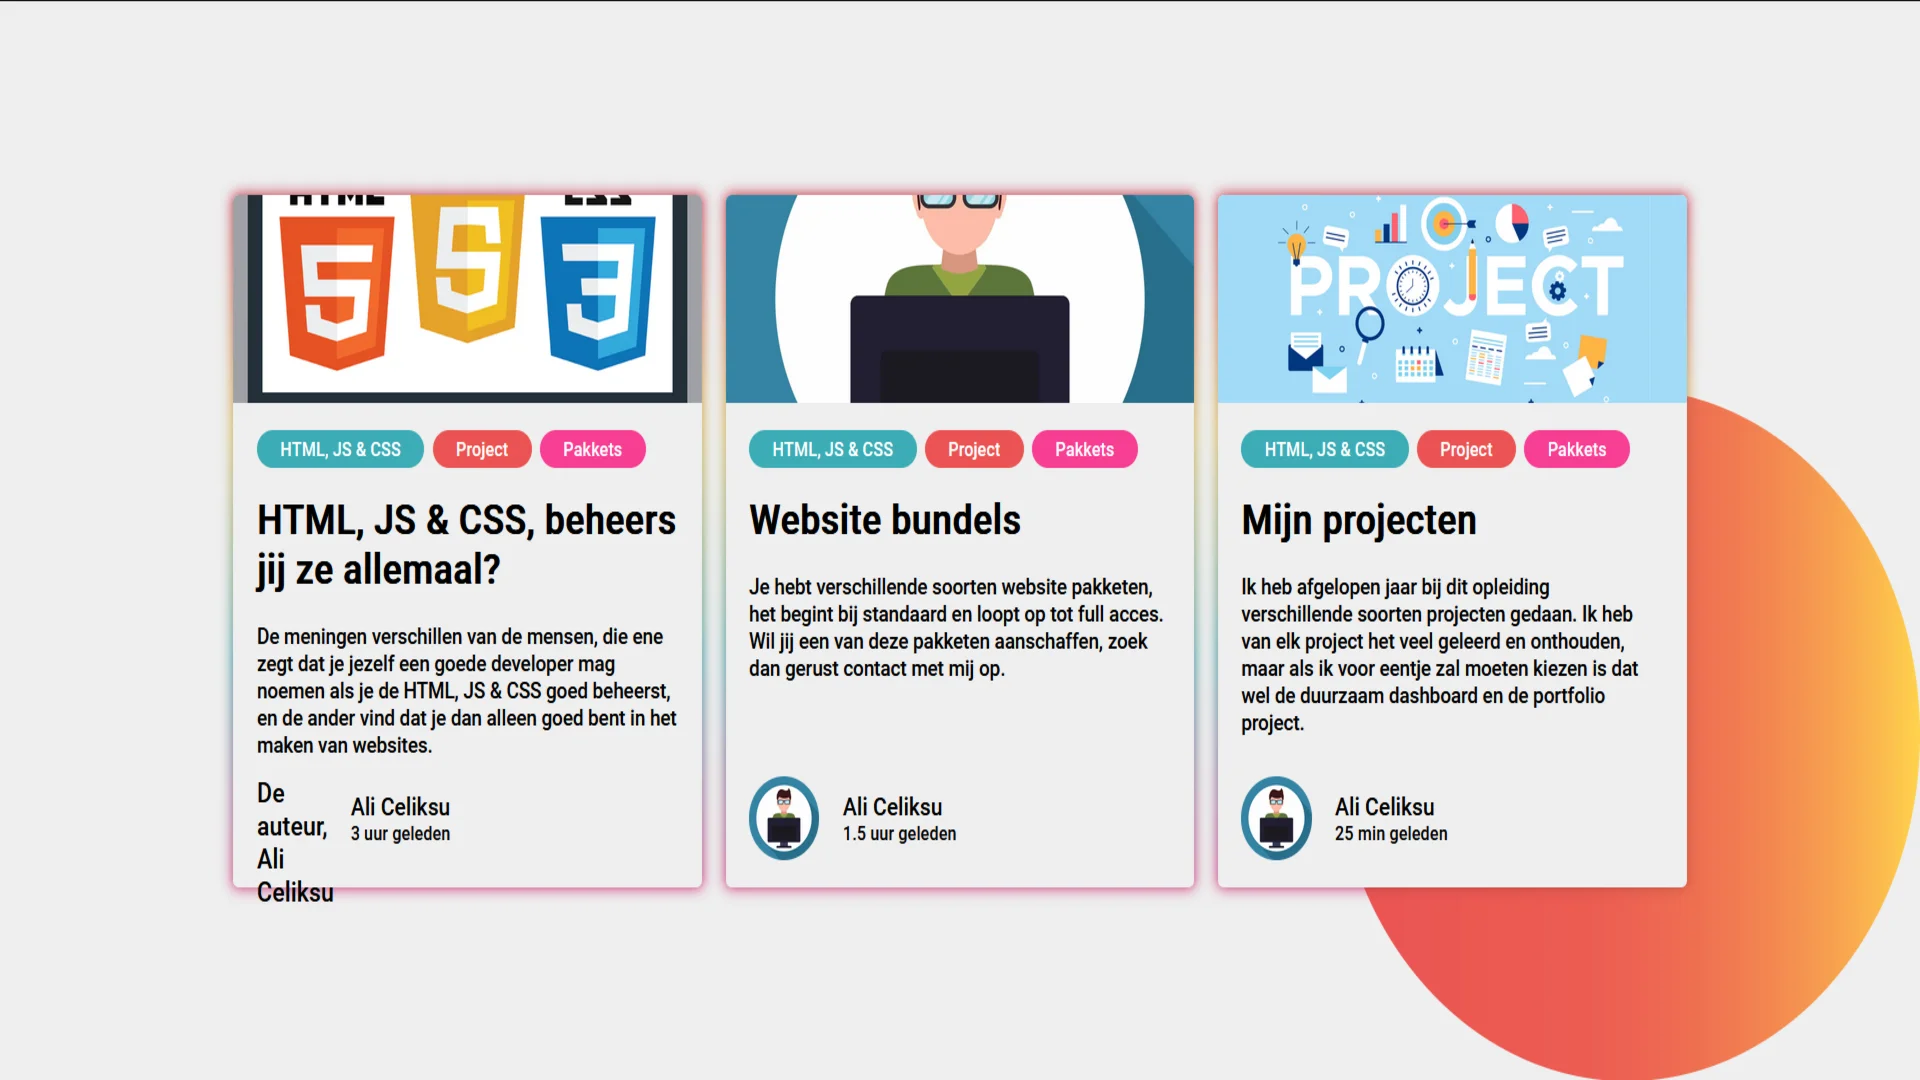 HTML
CSS
5
5
3
HTML, JS & CSS
Project
Pakkets
HTML, JS & CSS, beheers
jij ze allemaal?
De meningen verschillen van de mensen, die ene
zegt dat je jezelf een goede developer mag
noemen als je de HTML, JS & CSS goed beheerst,
en de ander vind dat je dan alleen goed bent in het
maken van websites.
De
auteur,
Ali
Celiksu
Ali Celiksu
3 uur geleden
HTML, JS & CSS
Project
Pakkets
Website bundels
Je hebt verschillende soorten website pakketen,
het begint bij standaard en loopt op tot full acces.
Wil jij een van deze pakketen aanschaffen, zoek
dan gerust contact met mij op.
Ali Celiksu
1.5 uur geleden
PROJECT
HTML, JS & CSS
Project
Pakkets
Mijn projecten
Ik heb afgelopen jaar bij dit opleiding
verschillende soorten projecten gedaan. Ik heb
van elk project het veel geleerd en onthouden,
maar als ik voor eentje zal moeten kiezen is dat
wel de duurzaam dashboard en de portfolio
project.
Ali Celiksu
25 min geleden